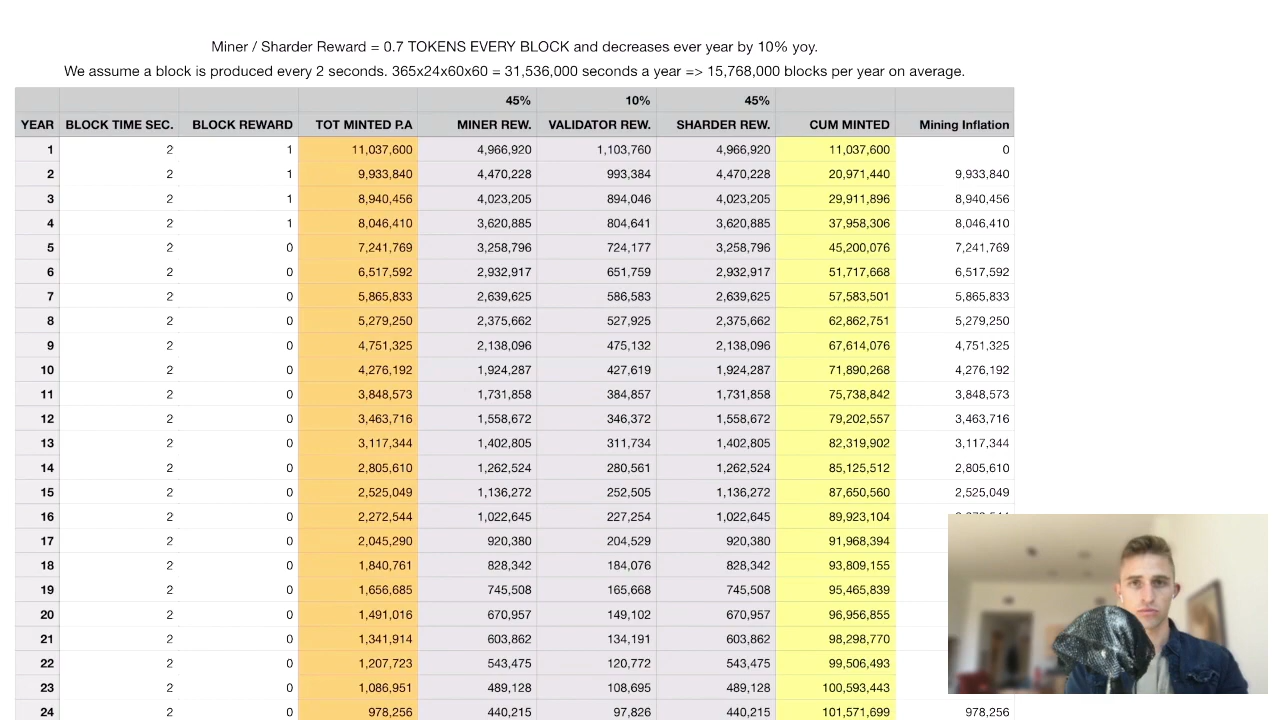 Miner / Sharder Reward = 0.7 TOKENS EVERY BLOCK and decreases ever year by 10% yoy.
We assume a block is produced every 2 seconds. 365x24x60x60 = 31,536,000 seconds a year => 15,768,000 blocks per year on average.
45% 10% 45%
YEAR BLOCK TIME SEC. BLOCK REWARD TOT MINTED P.A MINER REW. VALIDATOR REW. SHARDER REW. CUM MINTED Mining Inflation
1 2 1 11,037,600 4,966,920 1,103,760 4,966,920 11,037,600 0
2 2 1 9,933,840 4,470,228 993,384 4,470,228 20,971,440 9,933,840
3 2 1 8,940,456 4,023,205 894,046 4,023,205 29,911,896 8,940,456
4 2 1 8,046,410 3,620,885 804,641 3,620,885 37,958,306 8,046,410
5 2 0 7,241,769 3,258,796 724,177 3,258,796 45,200,076 7,241,769
6 2 0 6,517,592 2,932,917 651,759 2,932,917 51,717,668 6,517,592
7 2 0 5,865,833 2,639,625 586,583 2,639,625 57,583,501 5,865,833
8 2 0 5,279,250 2,375,662 527,925 2,375,662 62,862,751 5,279,250
9 2 0 4,751,325 2,138,096 475,132 2,138,096 67,614,076 4,751,325
10 2 0 4,276,192 1,924,287 427,619 1,924,287 71,890,268 4,276,192
11 2 0 3,848,573 1,731,858 384,857 1,731,858 75,738,842 3,848,573
12 2 0 3,463,716 1,558,672 346,372 1,558,672 79,202,557 3,463,716
13 2 0 3,117,344 1,402,805 311,734 1,402,805 82,319,902 3,117,344
14 2 0 2,805,610 1,262,524 280,561 1,262,524 85,125,512 2,805,610
15 2 0 2,525,049 1,136,272 252,505 1,136,272 87,650,560 2,525,049
16 2 0 2,272,544 1,022,645 227,254 1,022,645 89,923,104
17 2 0 2,045,290 920,380 204,529 920,380 91,968,394
18 2 0 1,840,761 828,342 184,076 828,342 93,809,155
19 2 0 1,656,685 745,508 165,668 745,508 95,465,839
20 2 0 1,491,016 670,957 149,102 670,957 96,956,855
21 2 0 1,341,914 603,862 134,191 603,862 98,298,770
22 2 0 1,207,723 543,475 120,772 543,475 99,506,493
23 2 0 1,086,951 489,128 108,695 489,128 100,593,443
24 2 0 978,256 440,215 97,826 440,215 101,571,699 978,256